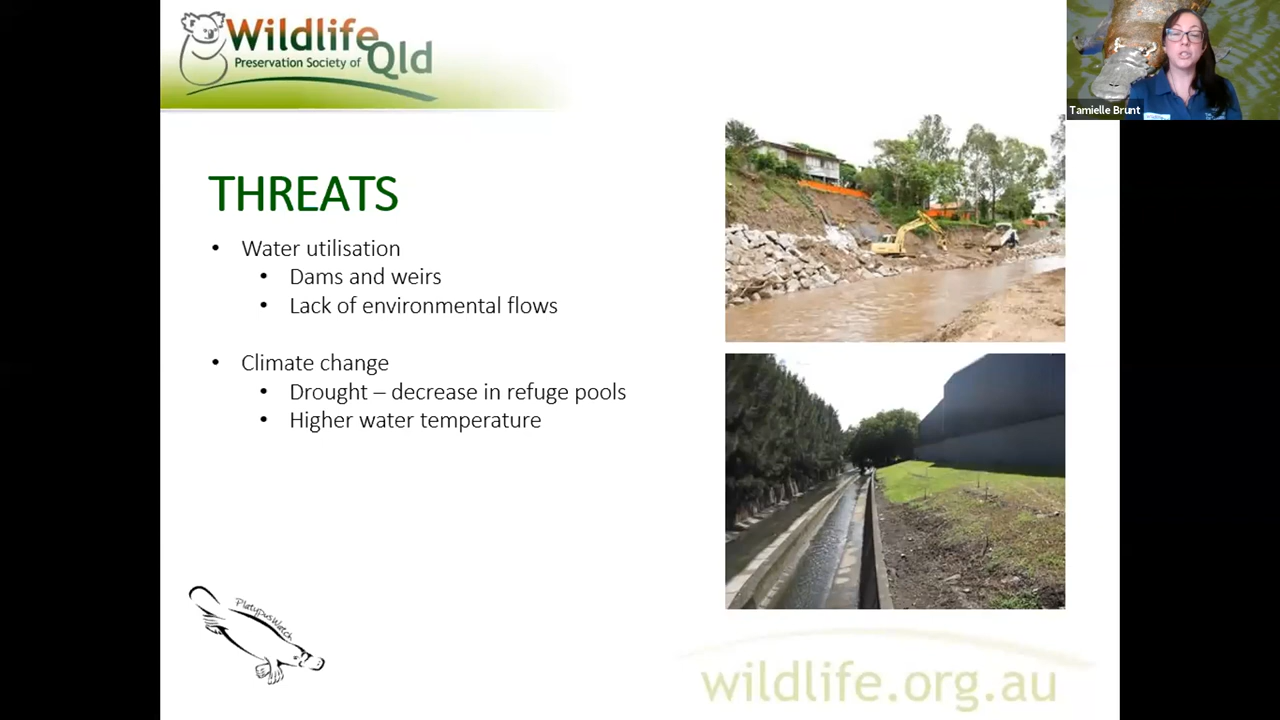 Wildlife
Preservation Society of Qld
Tamielle Brunt
THREATS
• Water utilisation
• Dams and weirs
• Lack of environmental flows
• Climate change
• Drought – decrease in refuge pools
• Higher water temperature
PlatypusWatch
wildlife.org.au